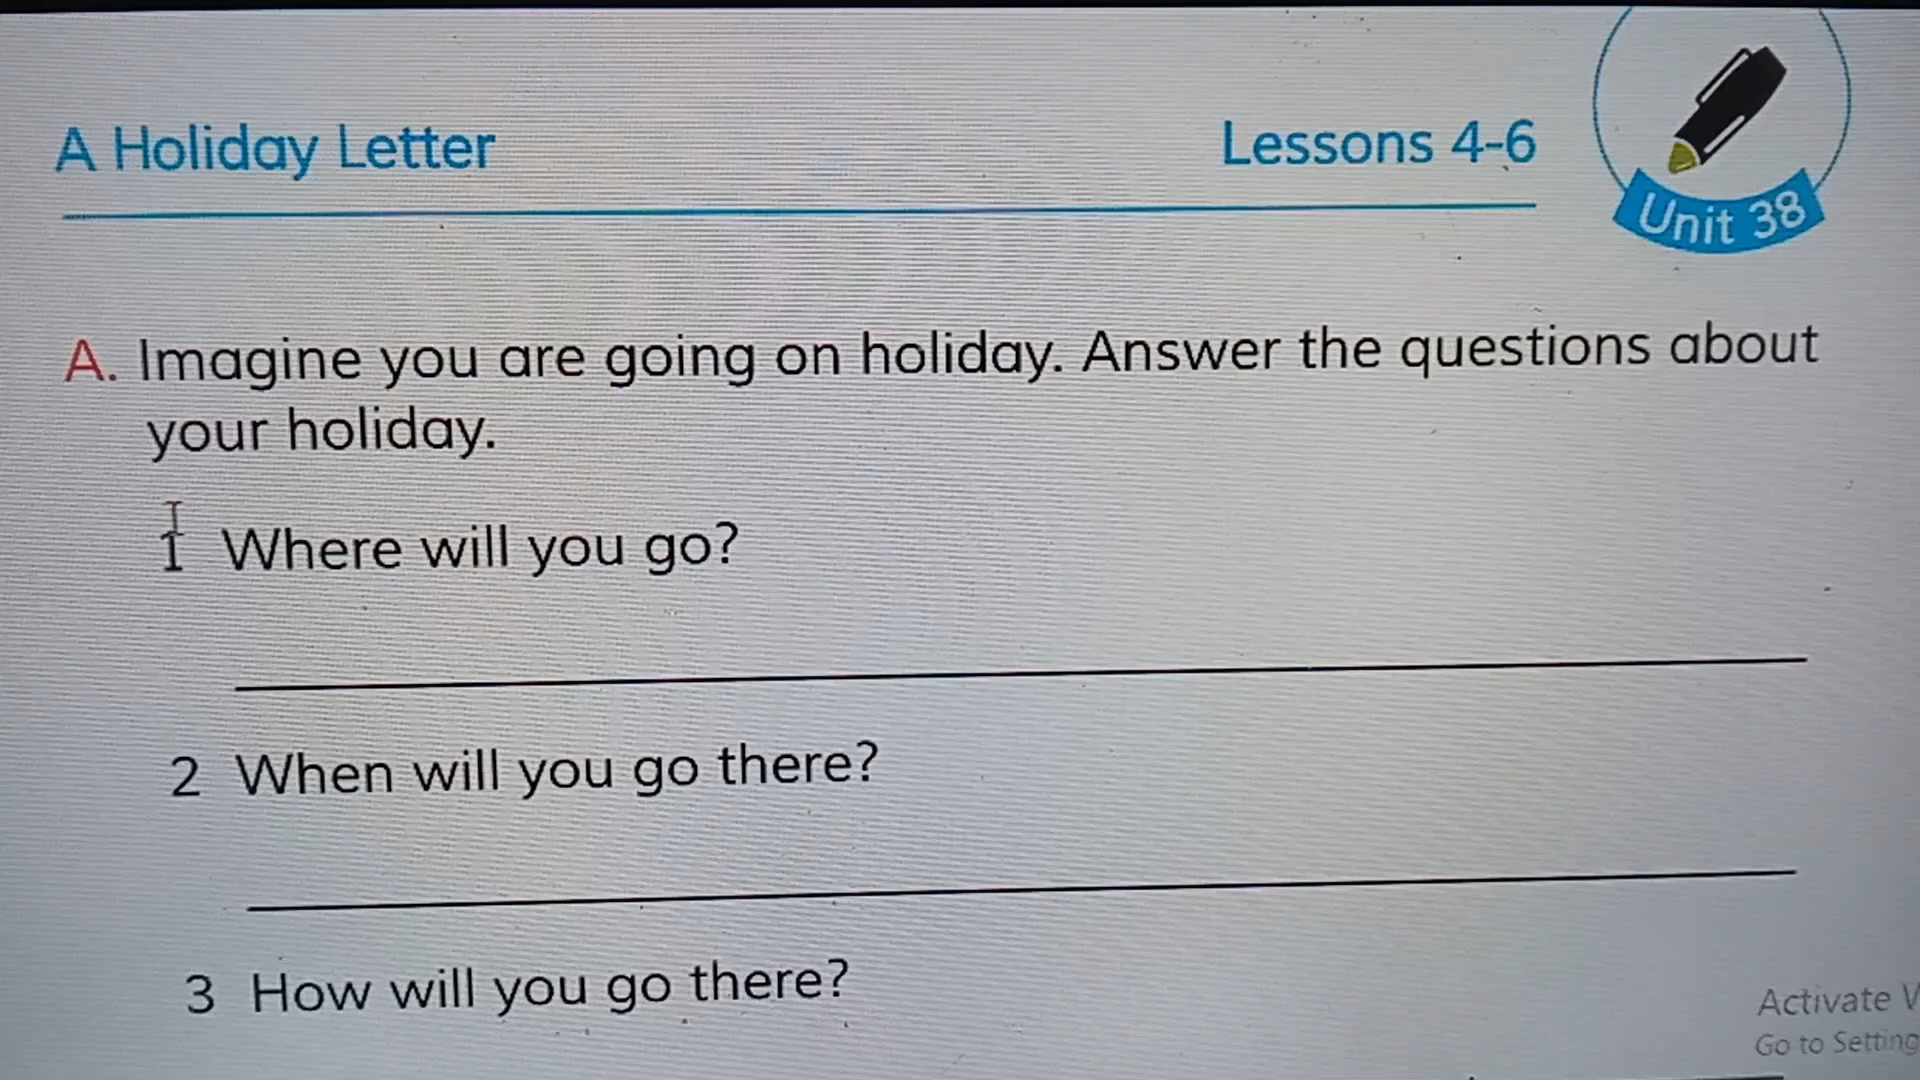 A Holiday Letter
Lessons 4-6
Unit 38
A. Imagine you are going on holiday. Answer the questions about
your holiday.
1 Where will you go?
2 When will you go there?
3 How will you go there?
Activate
Go to Setting